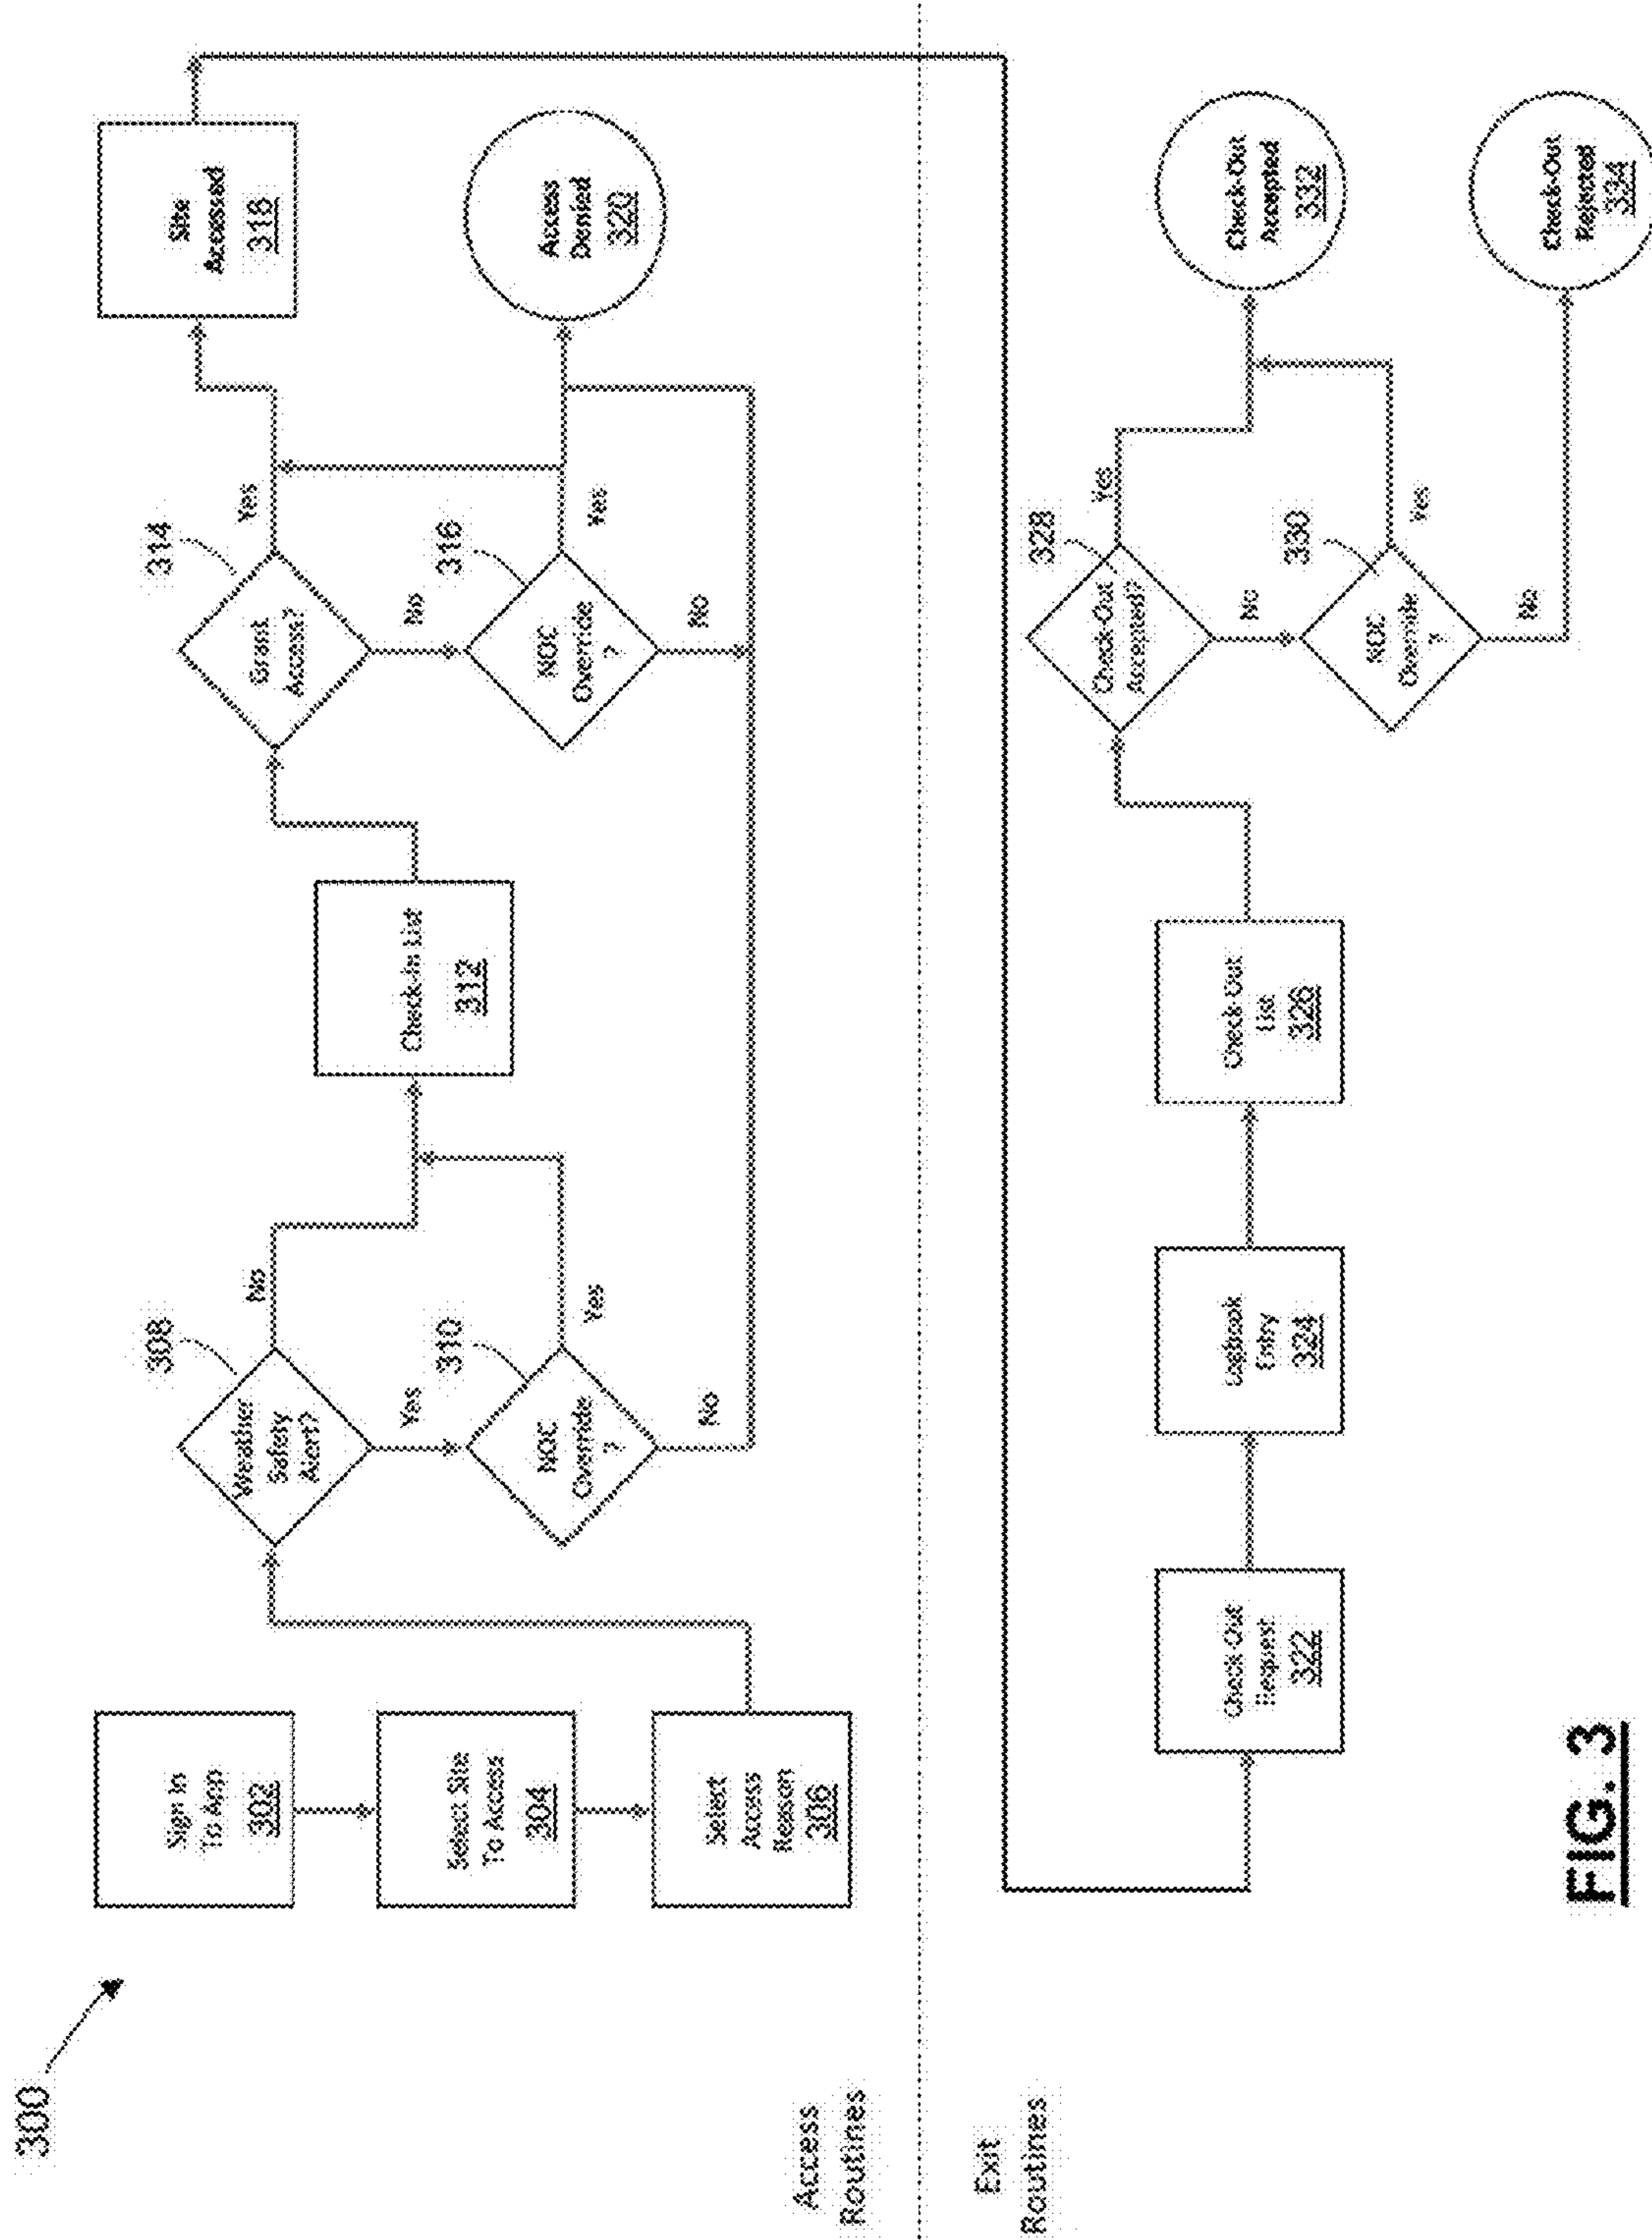 300
Access
Routines
Sign In
To App
302
Select Site
To Access
304
Select
Access
Reason
306
308
Weather
Safety
Alert?
No
Yes
310
NOC
Override
?
Yes
No
Check-In List
312
314
Grant
Access?
Yes
No
316
NOC
Override
?
Yes
No
Site
Accessed
318
Access
Denied
320
Exit
Routines
Check-Out
Request
322
Logbook
Entry
324
Check-Out
List
326
328
Check-Out
Accepted?
Yes
No
330
NOC
Override
?
Yes
No
Check-Out
Accepted
332
Check-Out
Rejected
334
FIG. 3